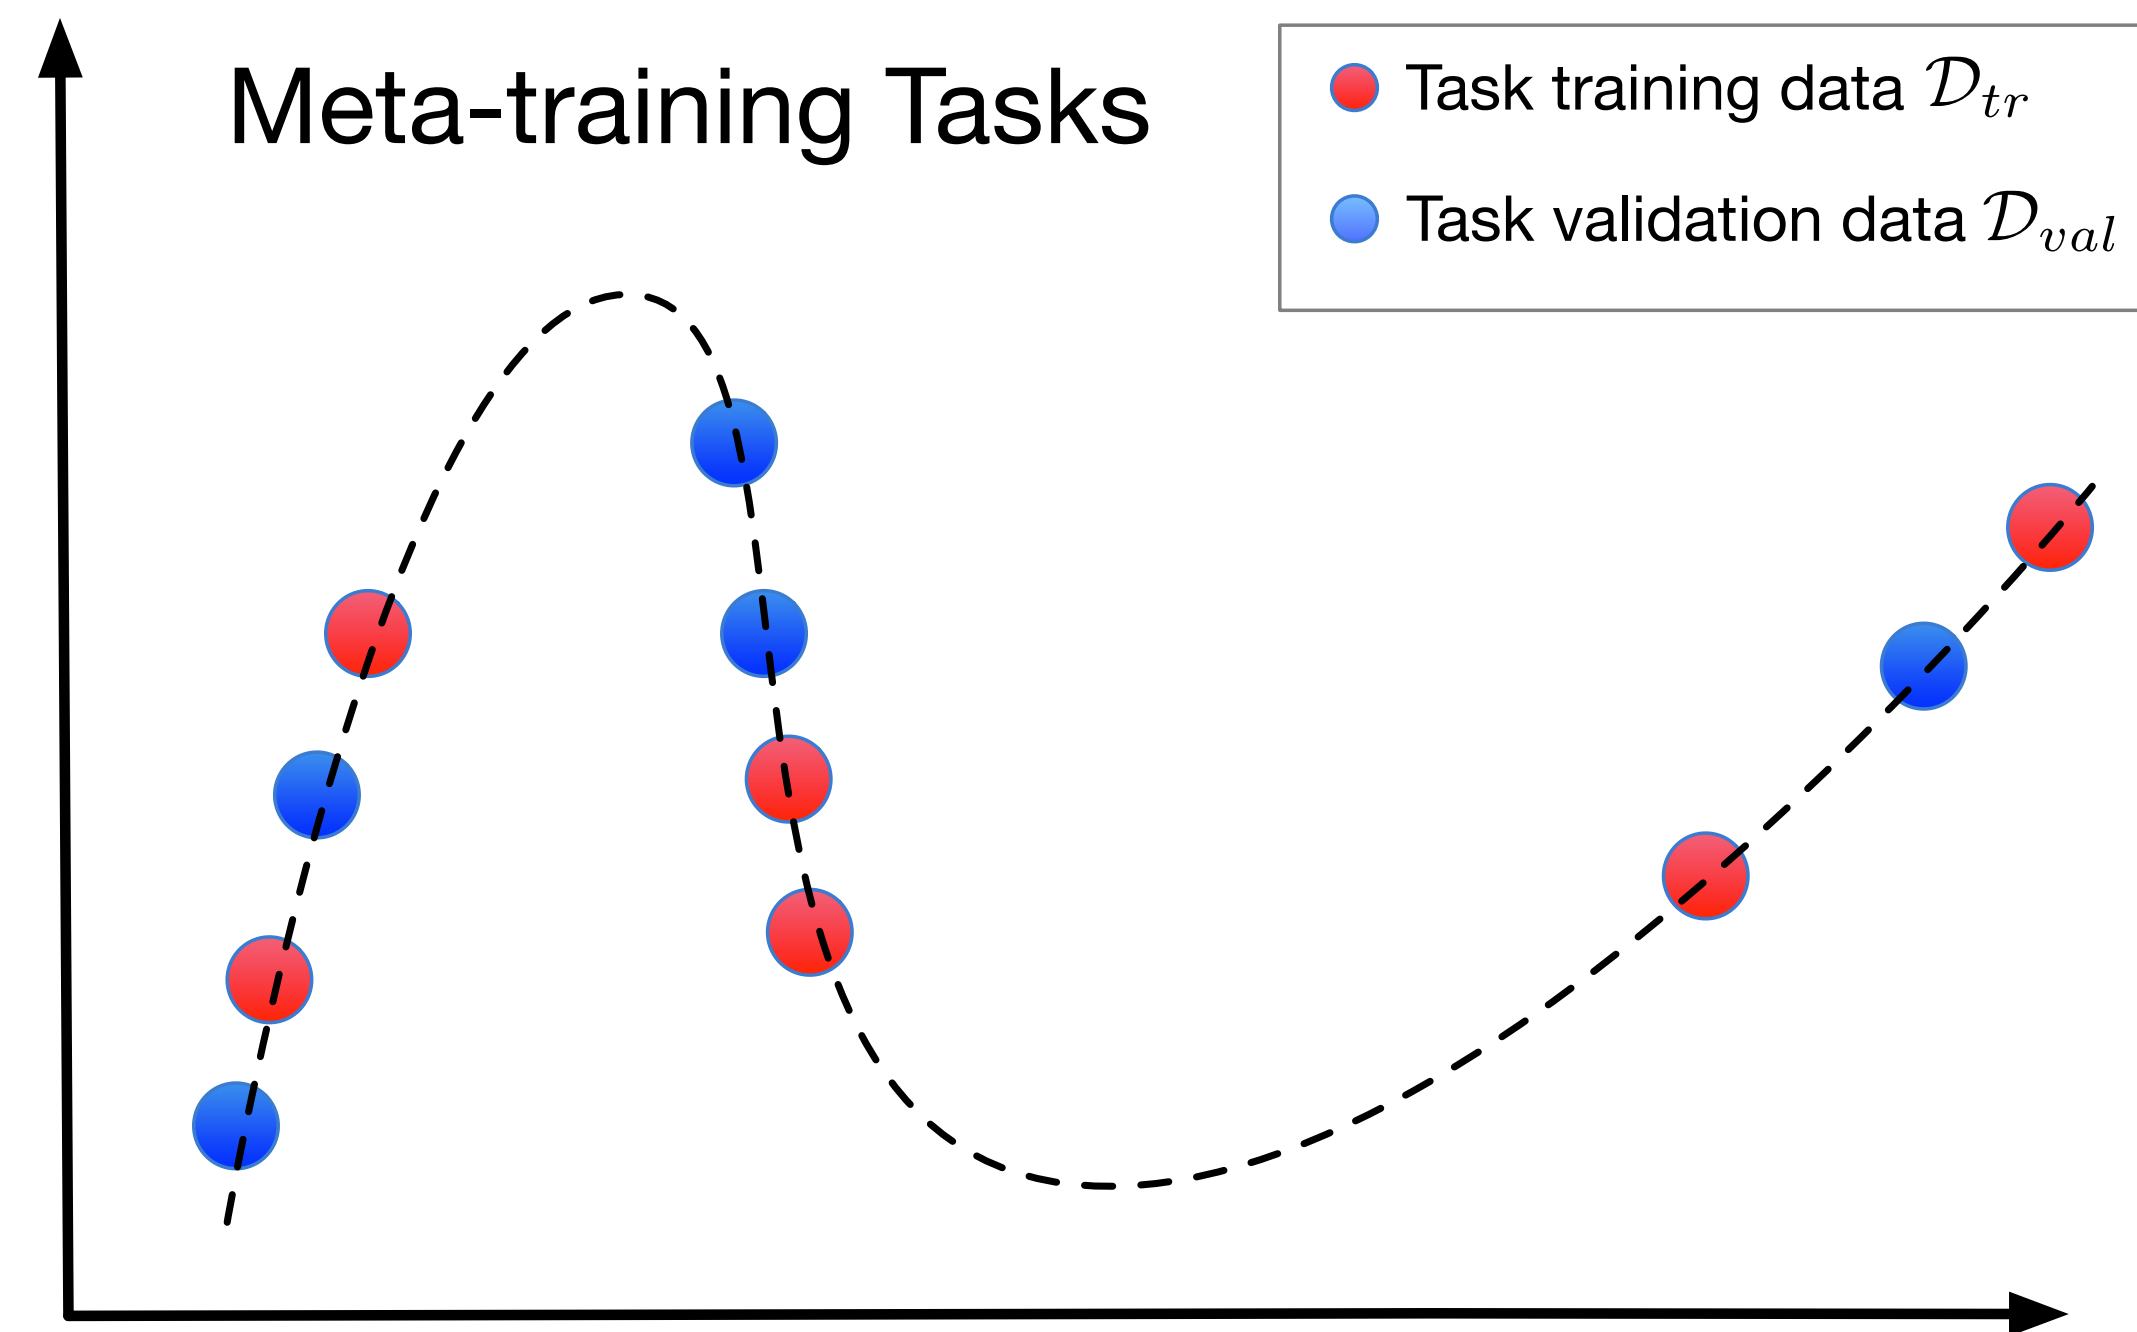 Meta-training Tasks
Task training data 𝒟_tr
Task validation data 𝒟_val